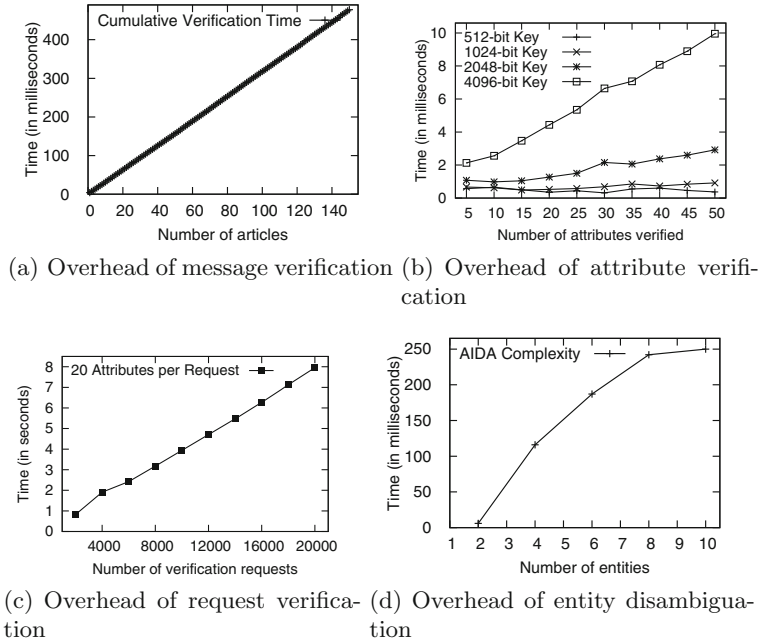 Cumulative Verification Time
400
300
200
100
0
Time (in milliseconds)
0 20 40 60 80 100 120 140
Number of articles
512-bit Key
1024-bit Key
2048-bit Key
4096-bit Key
10
8
6
4
2
0
Time (in milliseconds)
5 10 15 20 25 30 35 40 45 50
Number of attributes verified
(a) Overhead of message verification
(b) Overhead of attribute verifi-
cation
20 Attributes per Request
8
7
6
5
4
3
2
1
0
Time (in seconds)
4000 8000 12000 16000 20000
Number of verification requests
AIDA Complexity
250
200
150
100
50
0
Time (in milliseconds)
1 2 3 4 5 6 7 8 9 10
Number of entities
(c) Overhead of request verifica-
tion
(d) Overhead of entity disambigua-
tion